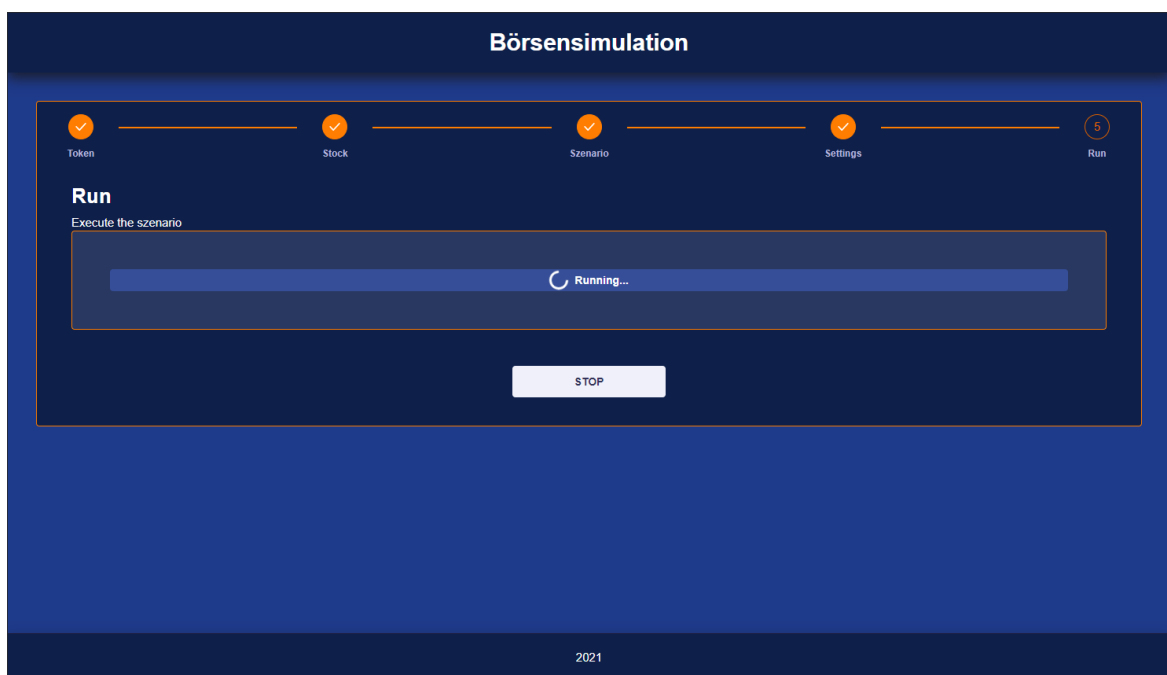 Börsensimulation
5
Token Stock Szenario Settings Run
Run
Execute the szenario
Running...
STOP
2021